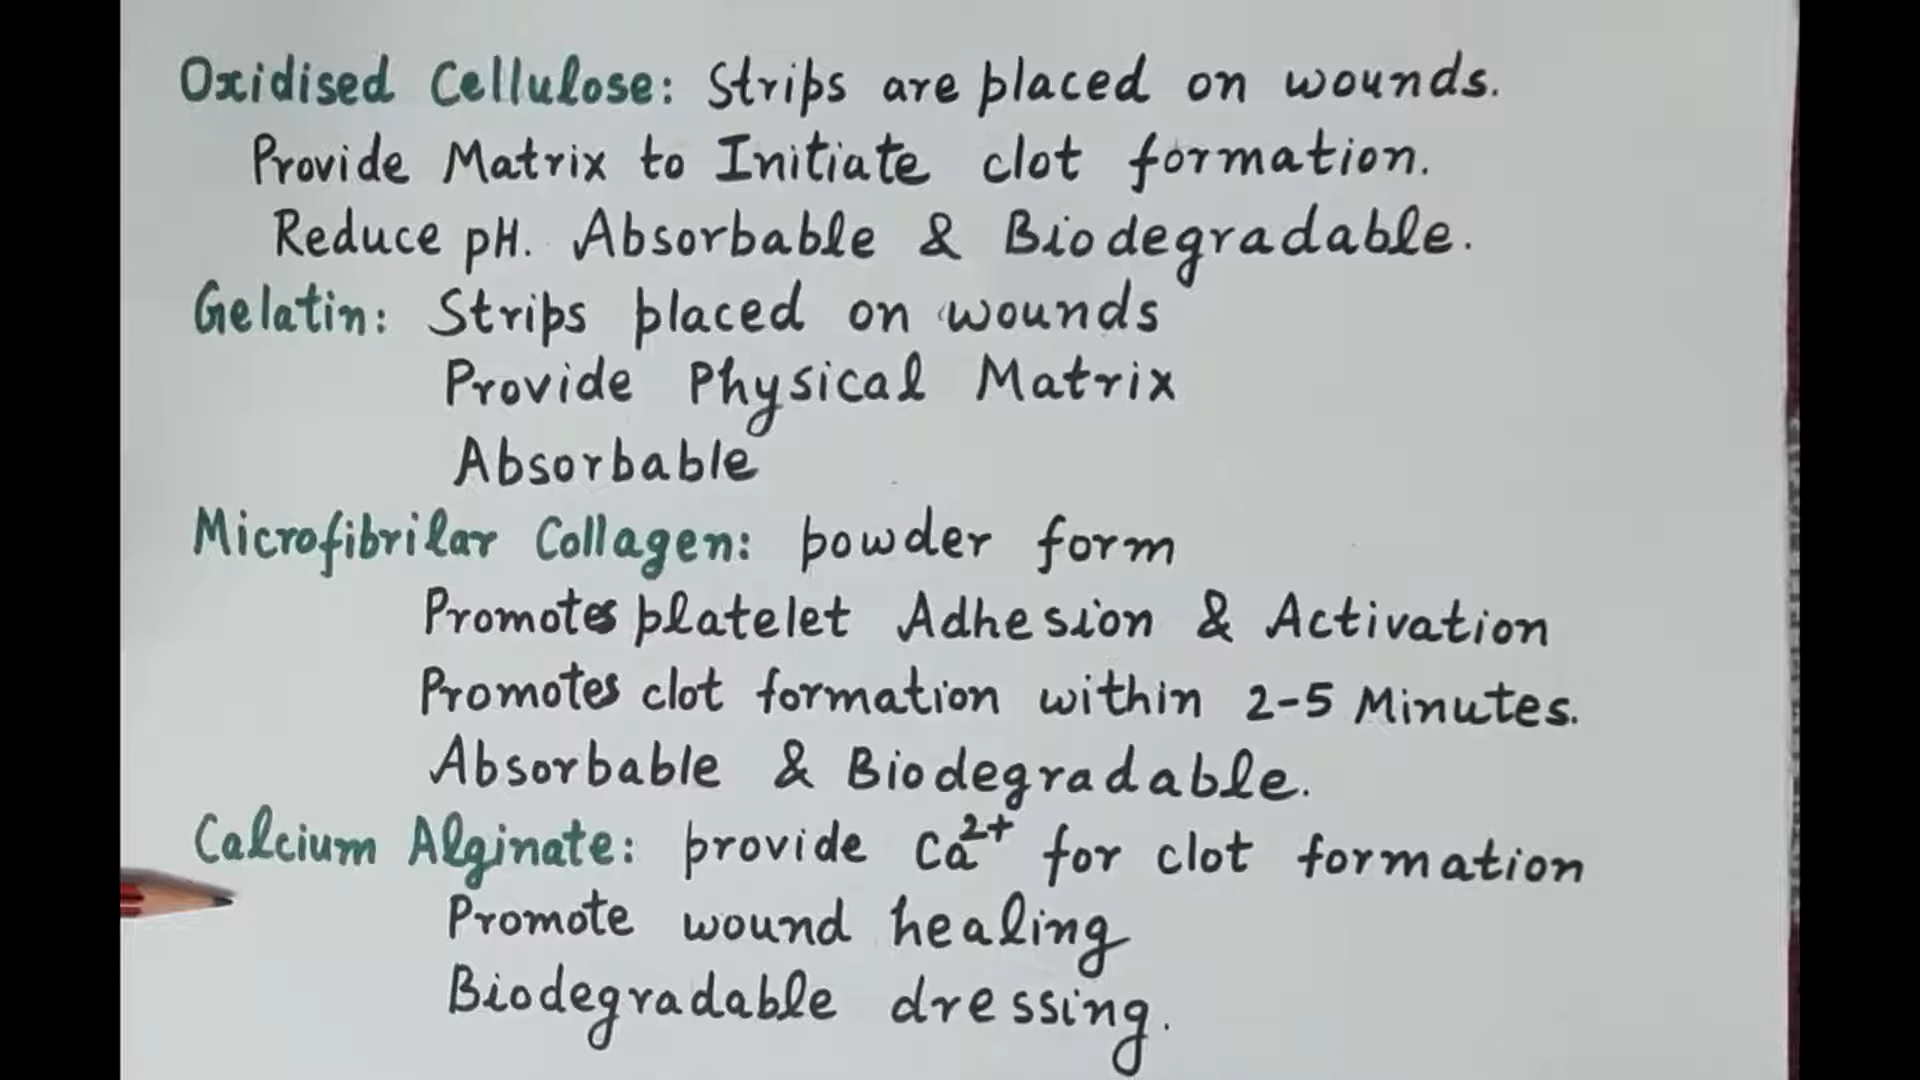 Oxidised Cellulose: Strips are placed on wounds.
Provide Matrix to Initiate clot formation.
Reduce pH. Absorbable & Biodegradable.
Gelatin: Strips placed on wounds
Provide Physical Matrix
Absorbable
Microfibrilar Collagen: powder form
Promotes platelet Adhesion & Activation
Promotes clot formation within 2-5 Minutes.
Absorbable & Biodegradable.
Calcium Alginate: provide Ca²⁺ for clot formation
Promote wound healing
Biodegradable dressing.